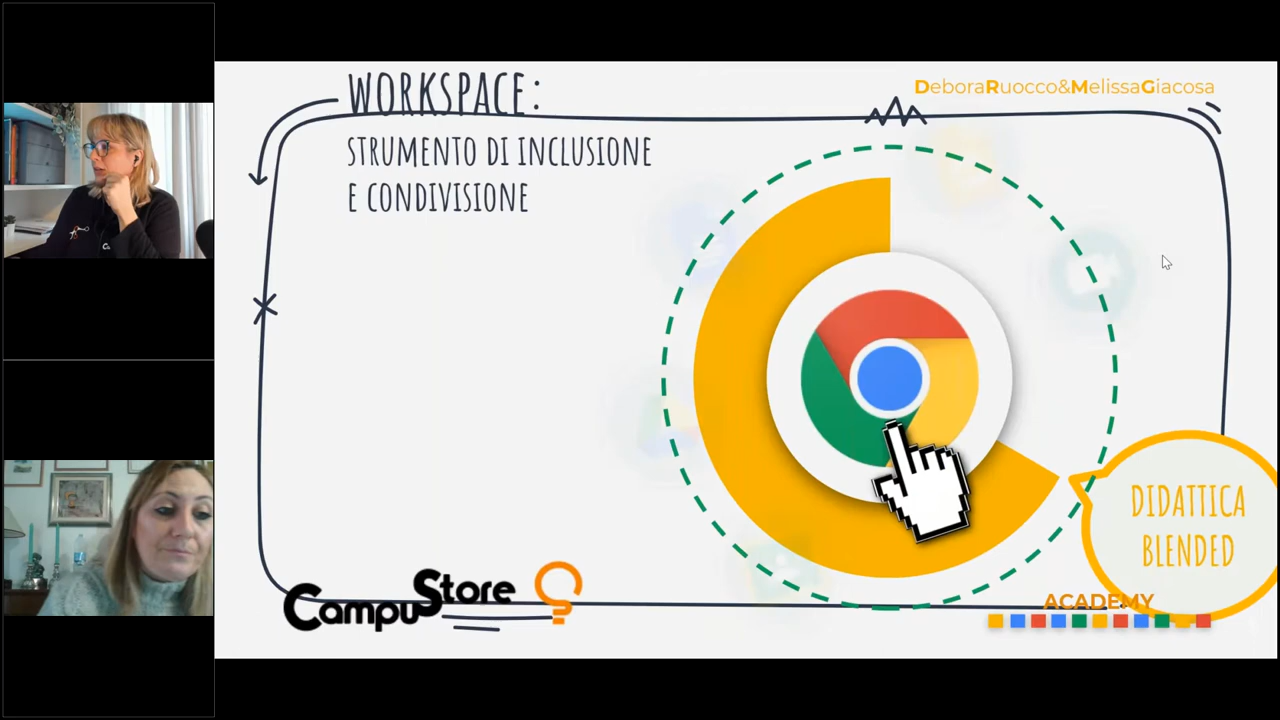 WORKSPACE:
DeboraRuocco&MelissaGiacosa
STRUMENTO DI INCLUSIONE
E CONDIVISIONE
DIDATTICA
BLENDED
CampuStore
ACADEMY